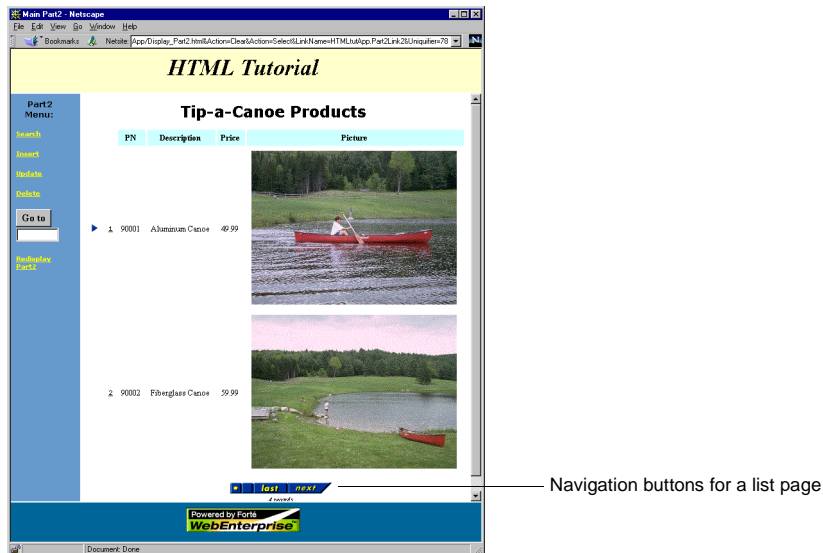 Main Part2 - Netscape
File Edit View Go Window Help
Bookmarks Netsite: App/Display_Part2.html&Action=Clear&Action=Select&LinkName=HTMLtutApp.Part2Link2&Uniquifier=78
HTML Tutorial
Part2
Menu:
Search
Insert
Update
Delete
Go to
Redisplay
Part2
Tip-a-Canoe Products
PN Description Price Picture
1 90001 Aluminum Canoe 49.99
2 90002 Fiberglass Canoe 59.99
last next
4 records
Navigation buttons for a list page
Powered by Forté
WebEnterprise™
Document: Done